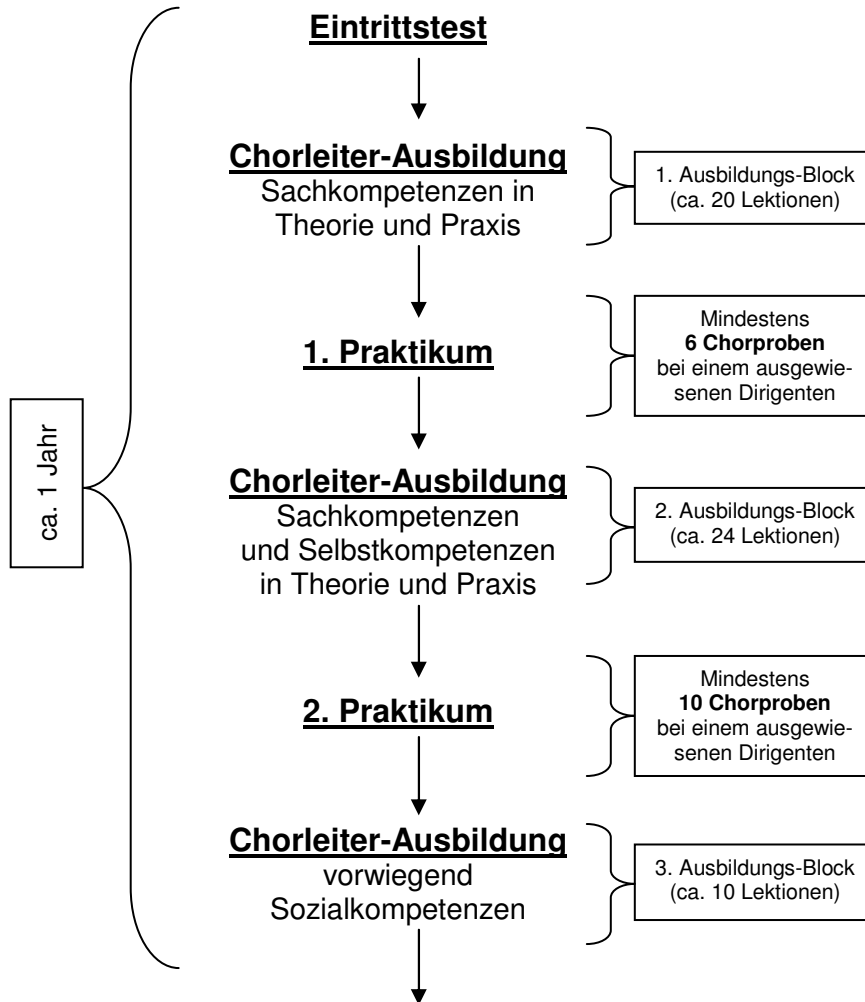 Eintrittstest
Chorleiter-Ausbildung
Sachkompetenzen in
Theorie und Praxis
1. Ausbildungs-Block
(ca. 20 Lektionen)
1. Praktikum
Mindestens
6 Chorproben
bei einem ausgewie-
senen Dirigenten
ca. 1 Jahr
Chorleiter-Ausbildung
Sachkompetenzen
und Selbstkompetenzen
in Theorie und Praxis
2. Ausbildungs-Block
(ca. 24 Lektionen)
2. Praktikum
Mindestens
10 Chorproben
bei einem ausgewie-
senen Dirigenten
Chorleiter-Ausbildung
vorwiegend
Sozialkompetenzen
3. Ausbildungs-Block
(ca. 10 Lektionen)